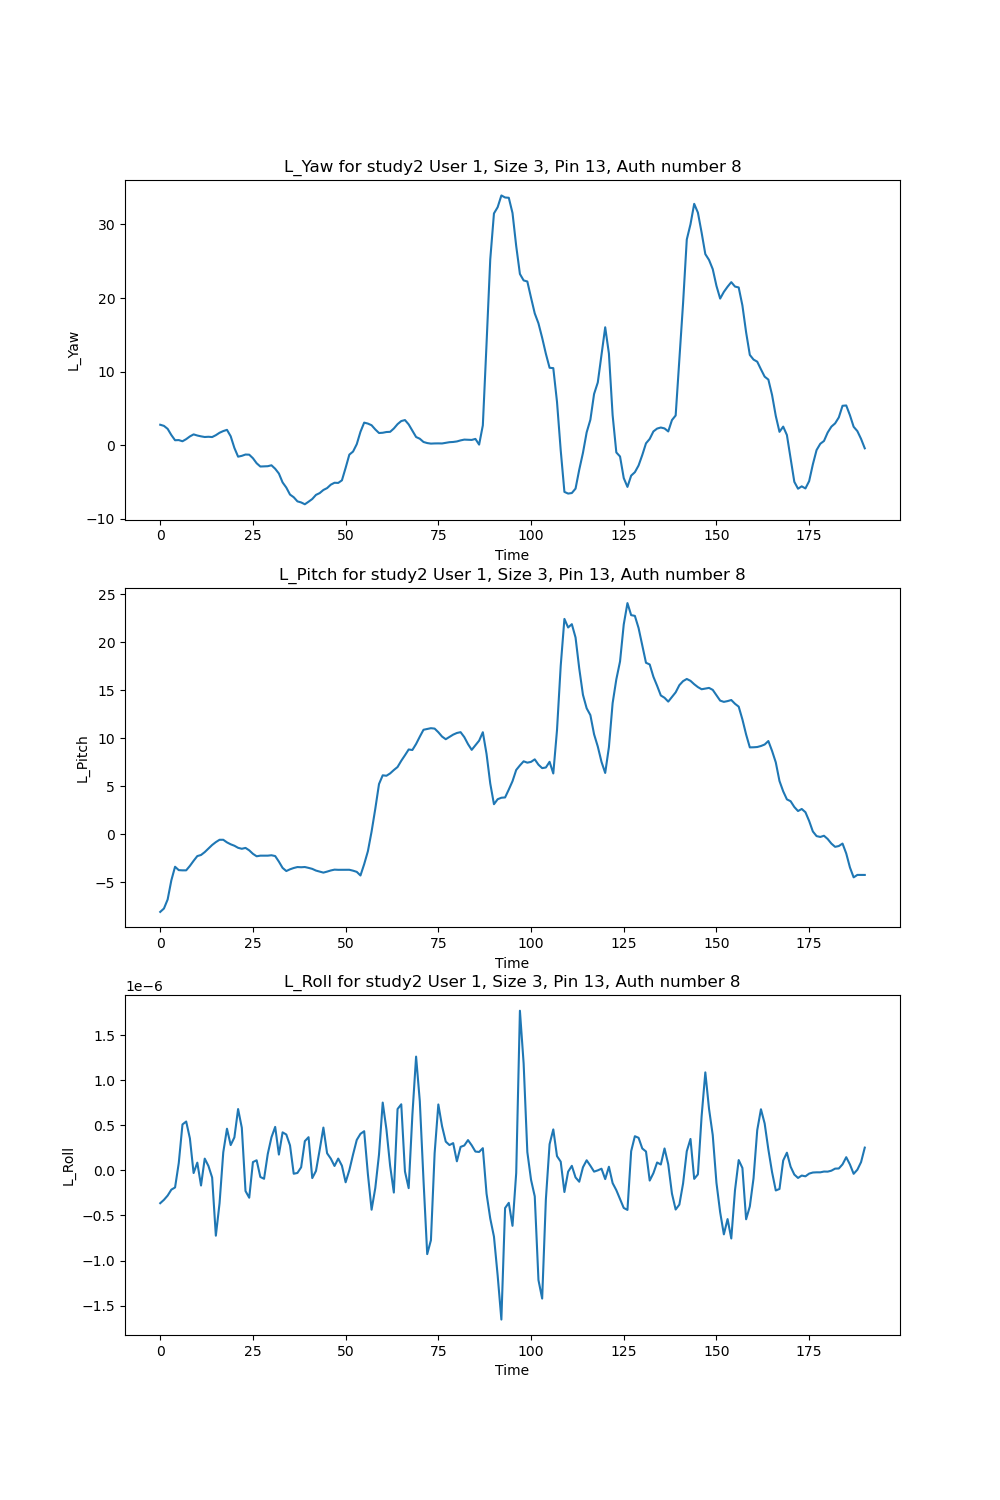 L_Yaw for study2 User 1, Size 3, Pin 13, Auth number 8
30
20
10
0
−10
L_Yaw
0 25 50 75 100 125 150 175
Time
L_Pitch for study2 User 1, Size 3, Pin 13, Auth number 8
25
20
15
10
5
0
−5
L_Pitch
0 25 50 75 100 125 150 175
Time
L_Roll for study2 User 1, Size 3, Pin 13, Auth number 8
1e−6
1.5
1.0
0.5
0.0
−0.5
−1.0
−1.5
L_Roll
0 25 50 75 100 125 150 175
Time